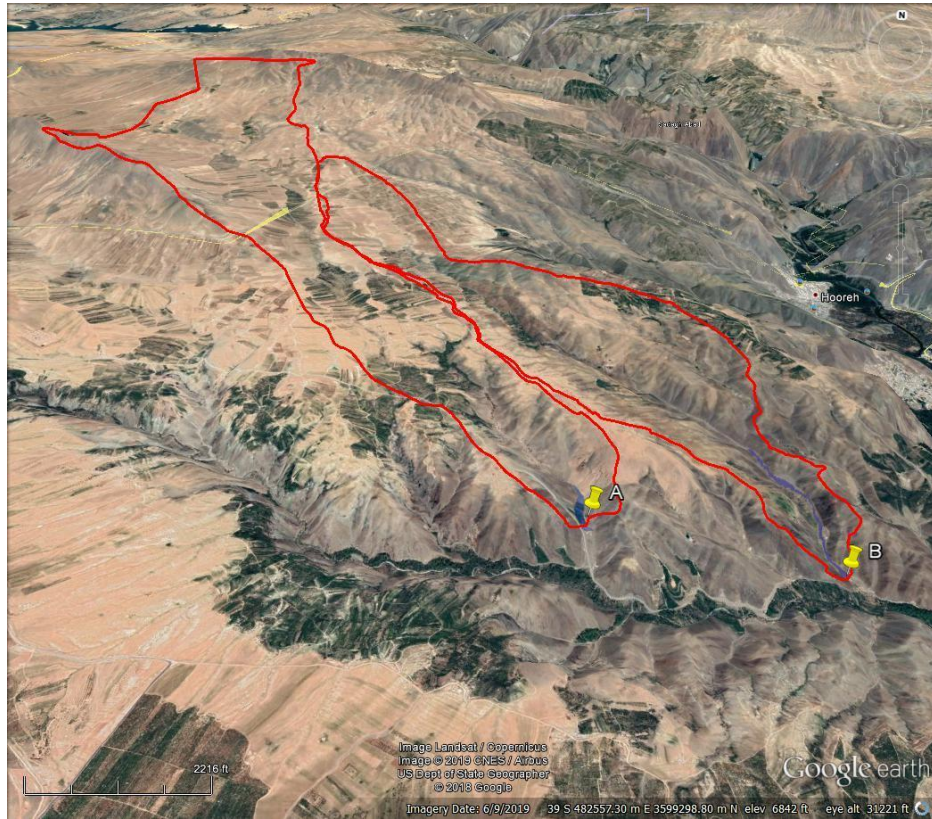 N
Hooreh
A
B
2216 ft
Image Landsat / Copernicus
Image © 2019 CNES / Airbus
US Dept of State Geographer
© 2018 Google
Google earth
Imagery Date: 6/9/2019 39 S 482557.30 m E 3599298.80 m N elev 6842 ft eye alt 31221 ft